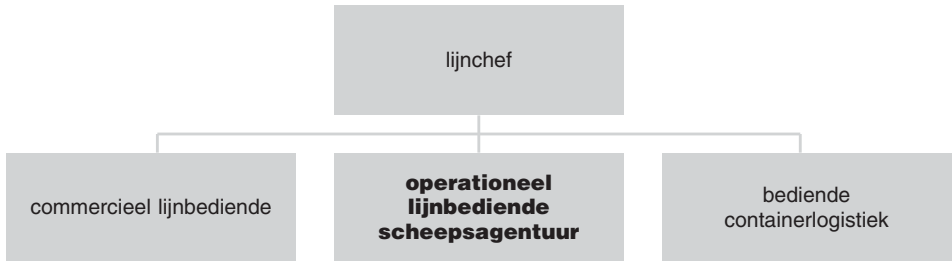 lijnchef
commercieel lijnbediende
operationeel
lijnbediende
scheepsagentuur
bediende
containerlogistiek